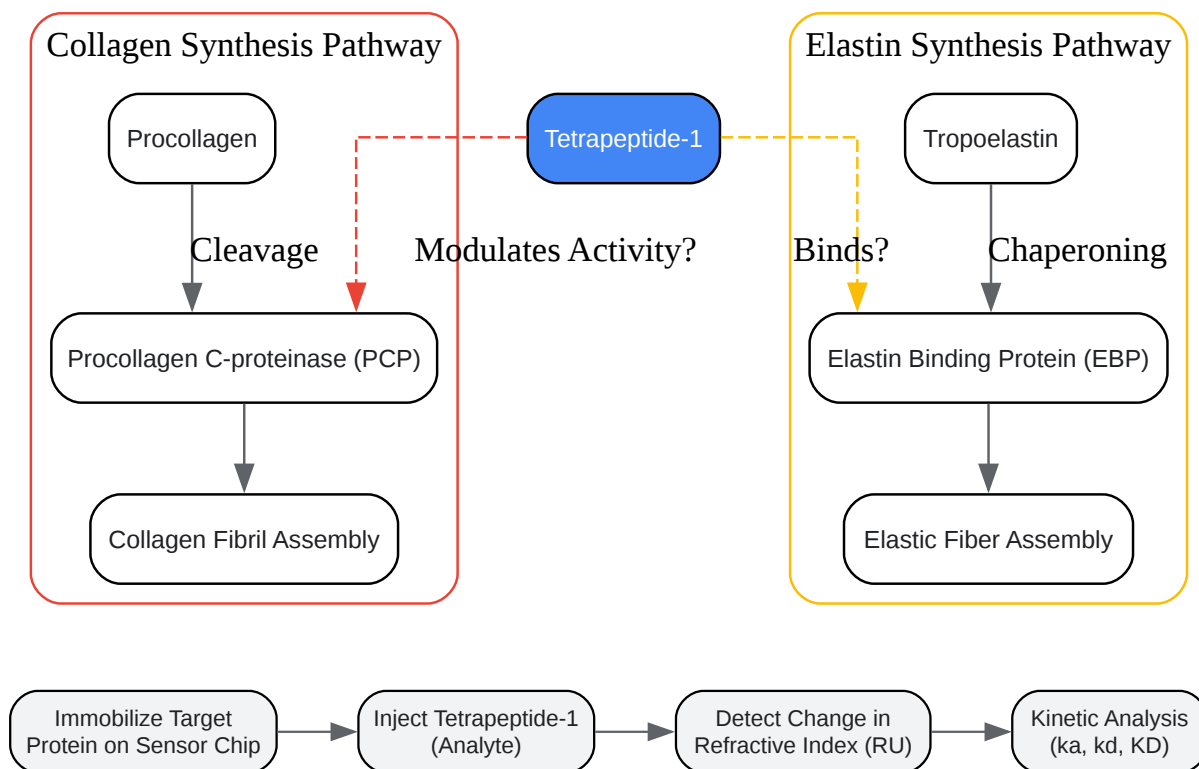 Collagen Synthesis Pathway
Elastin Synthesis Pathway
Procollagen
Tetrapeptide-1
Tropoelastin
Cleavage
Modulates Activity?
Binds?
Chaperoning
Procollagen C-proteinase (PCP)
Elastin Binding Protein (EBP)
Collagen Fibril Assembly
Elastic Fiber Assembly
Immobilize Target
Protein on Sensor Chip
Inject Tetrapeptide-1
(Analyte)
Detect Change in
Refractive Index (RU)
Kinetic Analysis
(ka, kd, KD)